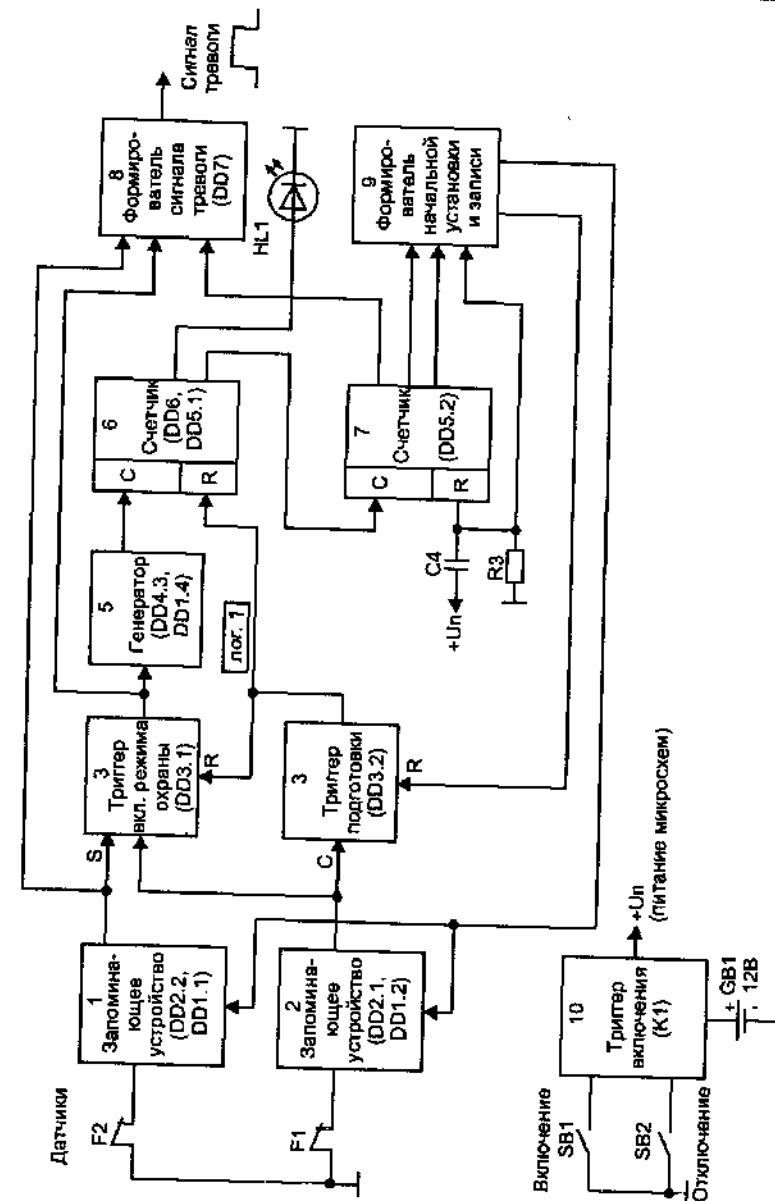 Датчики
F2
F1
1
Запомина-
ющее
устройство
(DD2.2,
DD1.1)
2
Запомина-
ющее
устройство
(DD2.1,
DD1.2)
S
C
3
Триггер
вкл. режима
охраны
(DD3.1)
R
3
Триггер
подготовки
(DD3.2)
R
лог. 1
5
Генератор
(DD4.3,
DD1.4)
6
Счетчик
(DD6,
DD5.1)
C
R
7
Счетчик
(DD5.2)
C
R
C4
+Uп
R3
8
Формиро-
ватель
сигнала
тревоги
(DD7)
Сигнал
тревоги
HL1
9
Формиро-
ватель
начальной
установки
и записи
Включение
SB1
SB2
Отключение
10
Триггер
включения
(К1)
+Uп
(питание микросхем)
+ GB1
- 12В